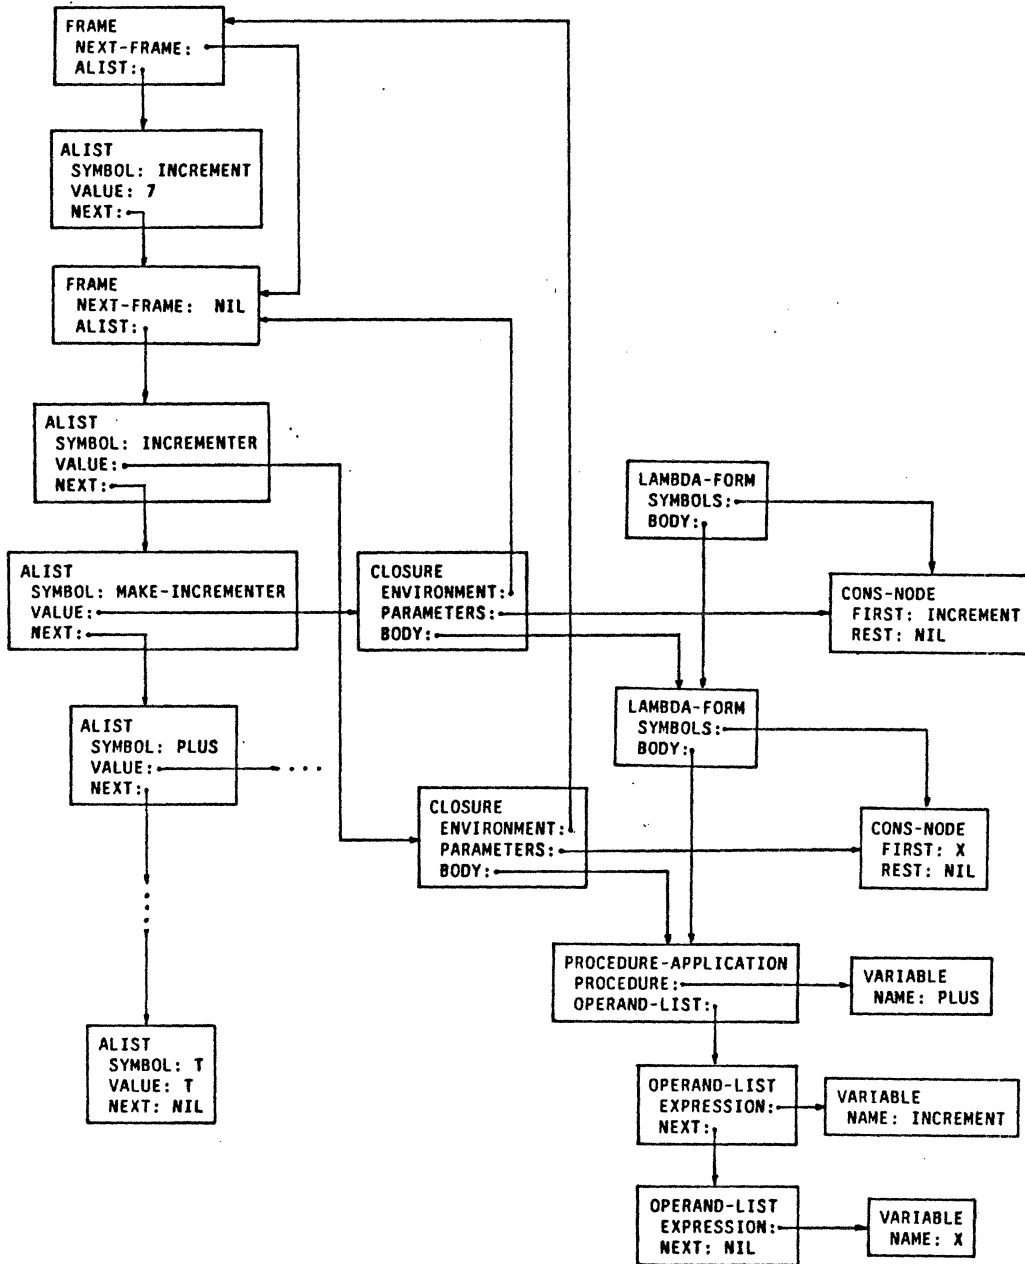 FRAME
NEXT-FRAME:
ALIST:
ALIST
SYMBOL: INCREMENT
VALUE: 7
NEXT:
FRAME
NEXT-FRAME: NIL
ALIST:
ALIST
SYMBOL: INCREMENTER
VALUE:
NEXT:
LAMBDA-FORM
SYMBOLS:
BODY:
ALIST
SYMBOL: MAKE-INCREMENTER
VALUE:
NEXT:
CLOSURE
ENVIRONMENT:
PARAMETERS:
BODY:
CONS-NODE
FIRST: INCREMENT
REST: NIL
LAMBDA-FORM
SYMBOLS:
BODY:
ALIST
SYMBOL: PLUS
VALUE: ...
NEXT:
CLOSURE
ENVIRONMENT:
PARAMETERS:
BODY:
CONS-NODE
FIRST: X
REST: NIL
PROCEDURE-APPLICATION
PROCEDURE:
OPERAND-LIST:
VARIABLE
NAME: PLUS
ALIST
SYMBOL: T
VALUE: T
NEXT: NIL
OPERAND-LIST
EXPRESSION:
NEXT:
VARIABLE
NAME: INCREMENT
OPERAND-LIST
EXPRESSION:
NEXT: NIL
VARIABLE
NAME: X